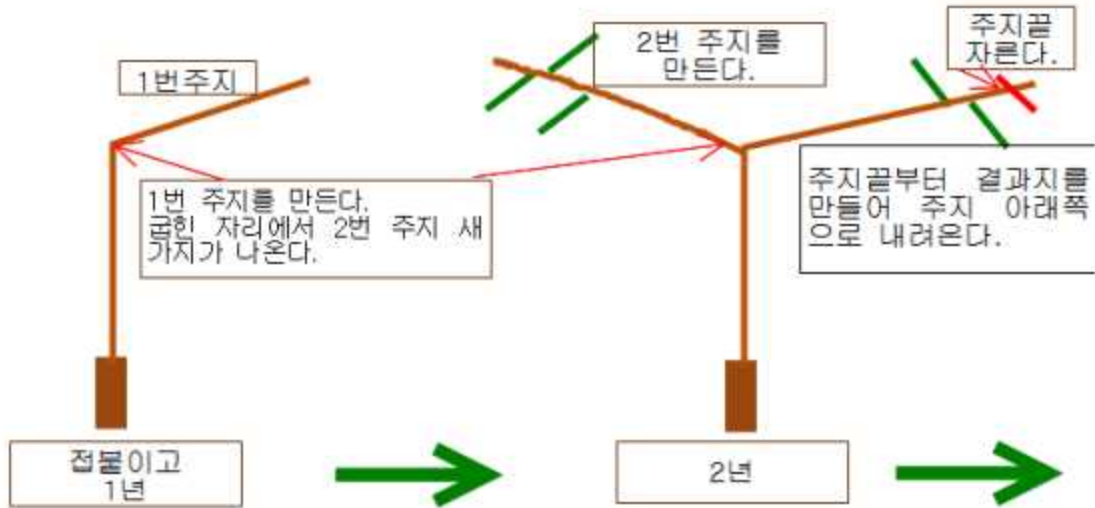 1번주지
2번 주지를
만든다.
주지끝
자른다.
1번 주지를 만든다.
굽힌 자리에서 2번 주지 새
가지가 나온다.
주지끝부터 결과지를
만들어 주지 아래쪽
으로 내려온다.
접붙이고
1년
2년